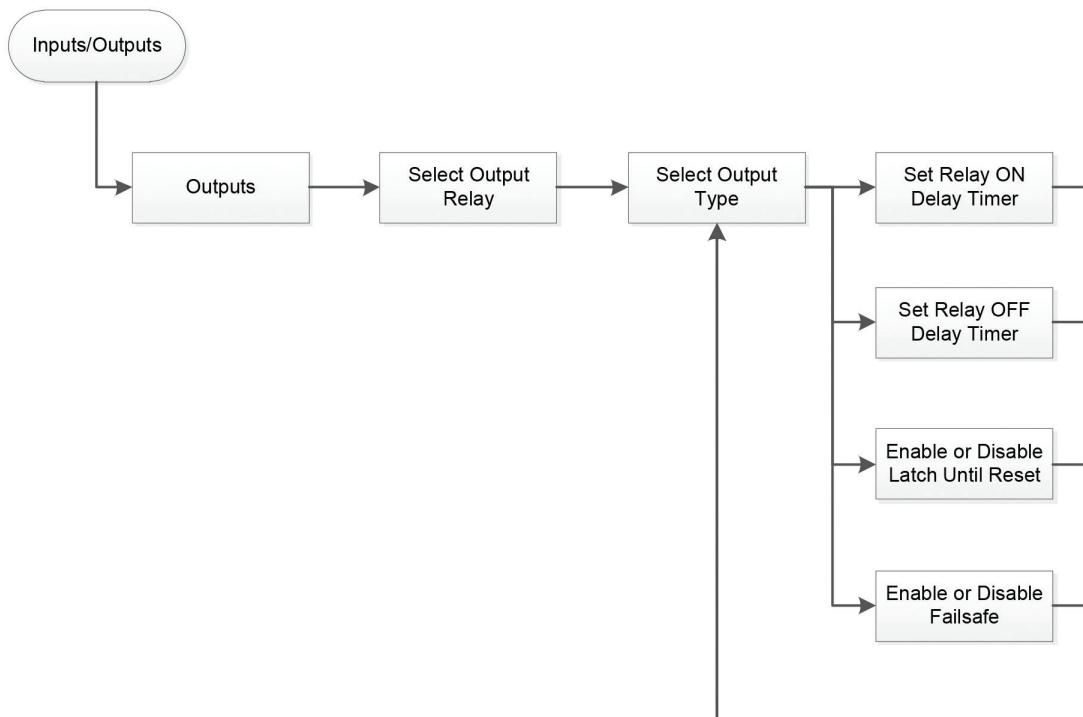 Inputs/Outputs
Outputs
Select Output
Relay
Select Output
Type
Set Relay ON
Delay Timer
Set Relay OFF
Delay Timer
Enable or Disable
Latch Until Reset
Enable or Disable
Failsafe